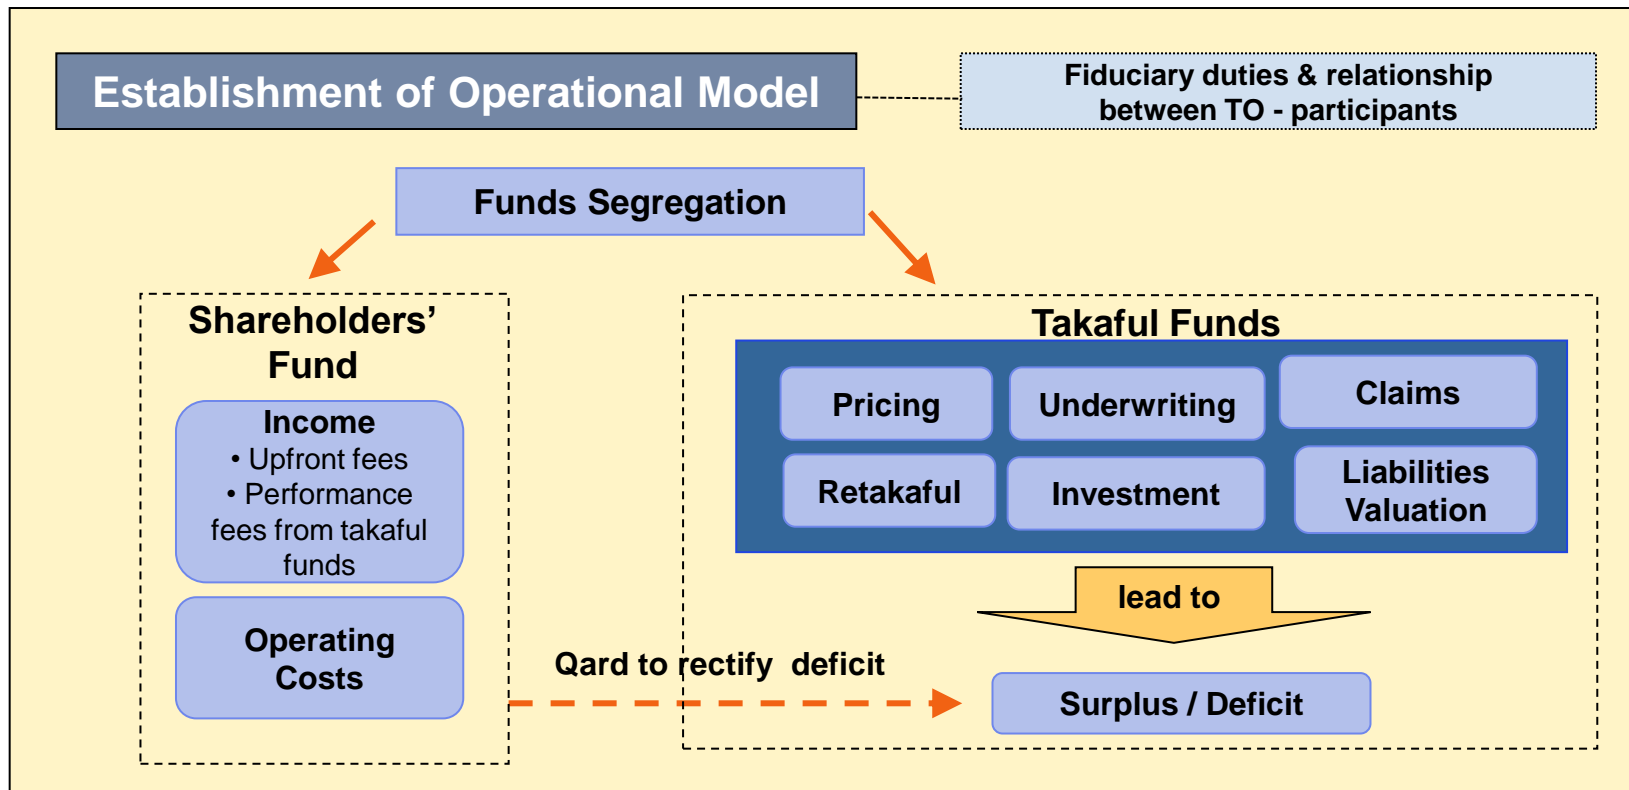 Establishment of Operational Model
Fiduciary duties & relationship
between TO - participants
Funds Segregation
Shareholders’
Fund
Income
• Upfront fees
• Performance
fees from takaful
funds
Operating
Costs
Qard to rectify deficit
Takaful Funds
Pricing
Underwriting
Claims
Retakaful
Investment
Liabilities
Valuation
lead to
Surplus / Deficit